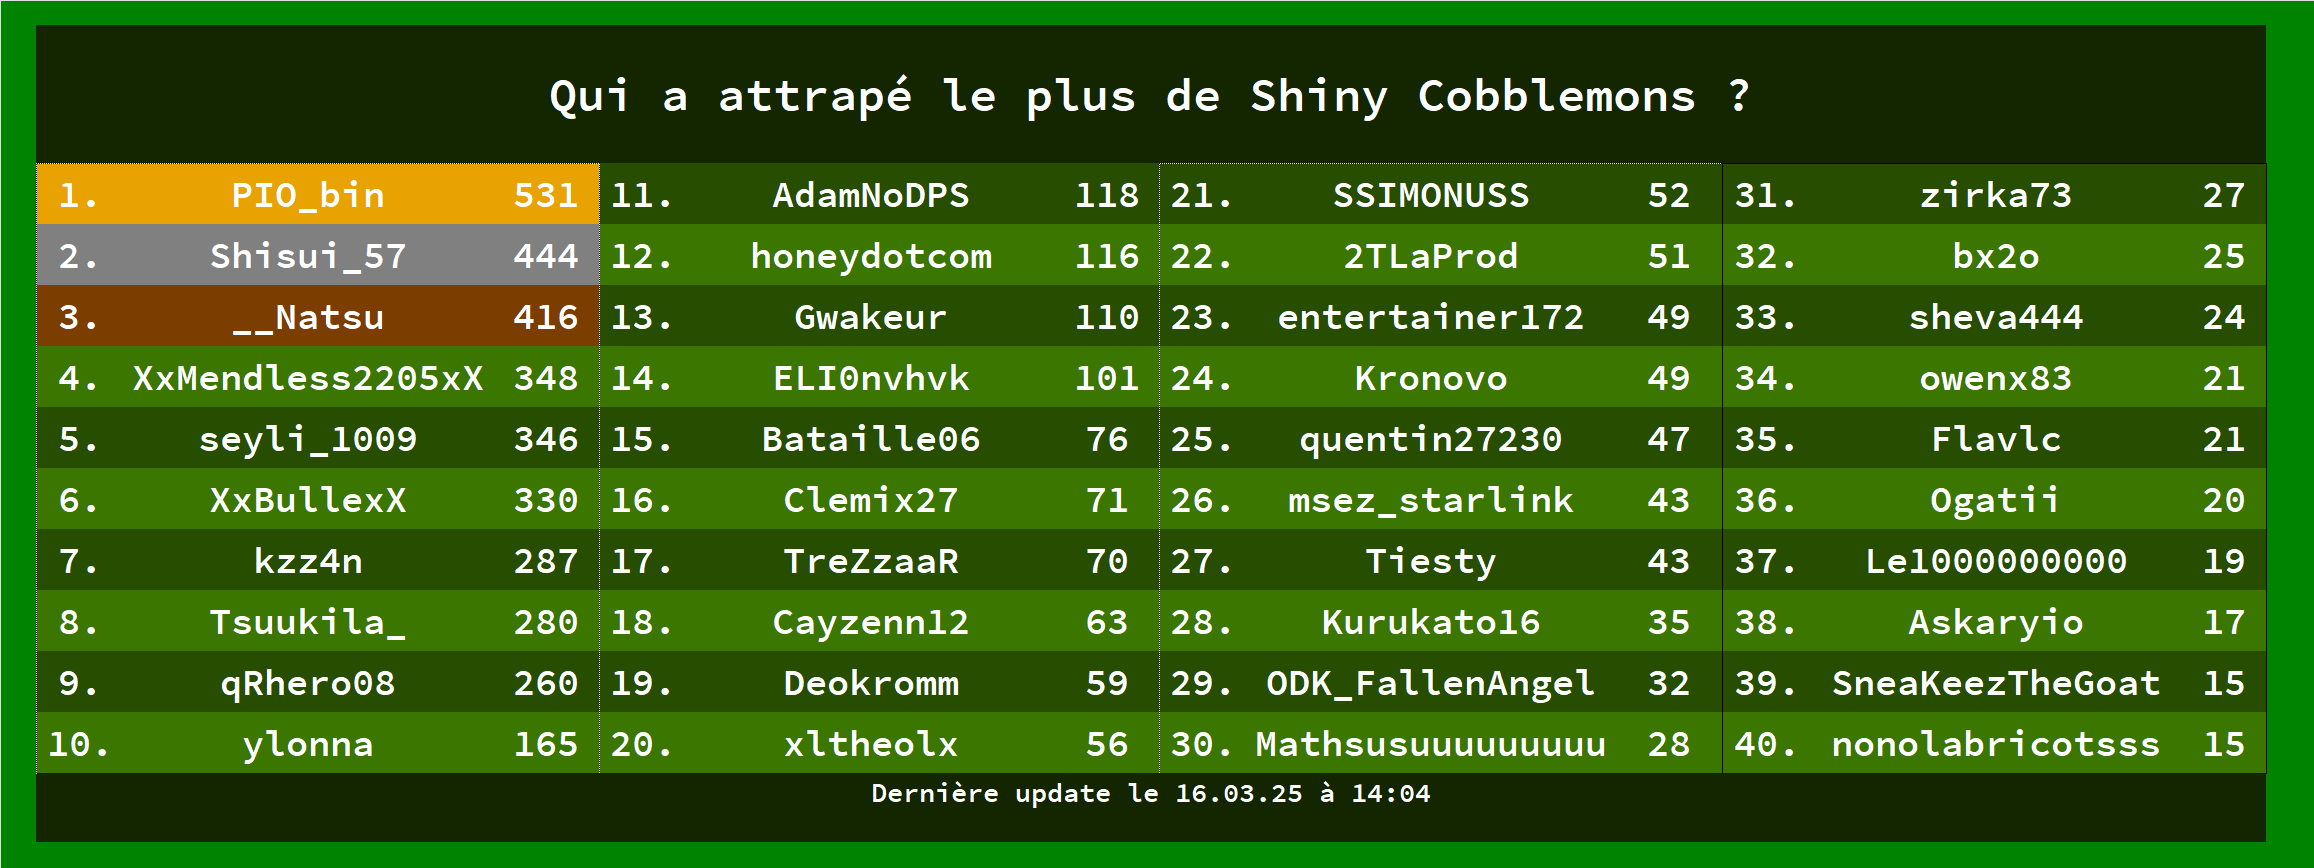 Qui a attrapé le plus de Shiny Cobblemons ?
1. PIO_bin 531
2. Shisui_57 444
3. __Natsu 416
4. XxMendless2205xX 348
5. seyli_1009 346
6. XxBullexX 330
7. kzz4n 287
8. Tsuukila_ 280
9. qRhero08 260
10. ylonna 165
11. AdamNoDPS 118
12. honeydotcom 116
13. Gwakeur 110
14. ELI0nvhvk 101
15. Bataille06 76
16. Clemix27 71
17. TreZzaaR 70
18. Cayzenn12 63
19. Deokromm 59
20. xltheolx 56
21. SSIMONUSS 52
22. 2TLaProd 51
23. entertainer172 49
24. Kronovo 49
25. quentin27230 47
26. msez_starlink 43
27. Tiesty 43
28. Kurukato16 35
29. ODK_FallenAngel 32
30. Mathsusuuuuuuuuu 28
31. zirka73 27
32. bx2o 25
33. sheva444 24
34. owenx83 21
35. Flavlc 21
36. Ogatii 20
37. Le1000000000 19
38. Askaryio 17
39. SneaKeezTheGoat 15
40. nonolabricotsss 15
Dernière update le 16.03.25 à 14:04